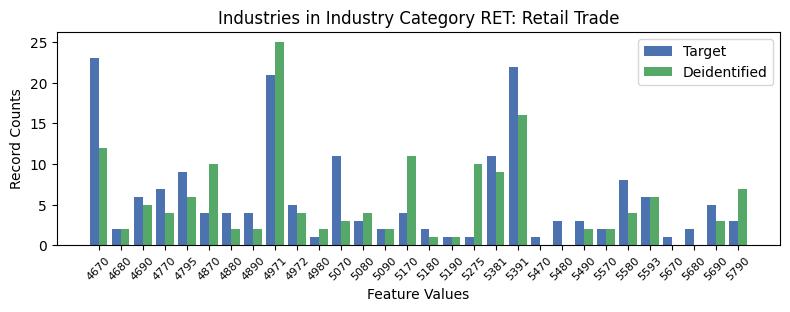 Industries in Industry Category RET: Retail Trade
Target
Deidentified
Record Counts
25
20
15
10
5
0
4670 4680 4690 4770 4795 4870 4880 4890 4971 4972 4980 5070 5080 5090 5170 5180 5190 5275 5381 5391 5470 5480 5490 5570 5580 5593 5670 5680 5690 5790
Feature Values